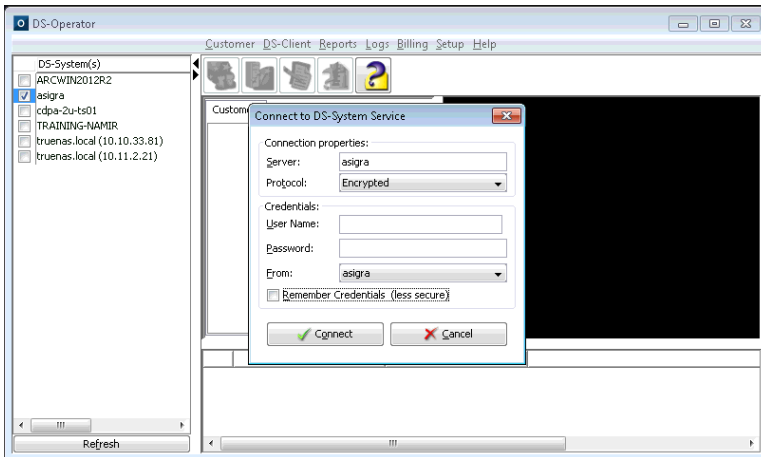 DS-Operator
Customer DS-Client Reports Logs Billing Setup Help
DS-System(s)
ARCWIN2012R2
asigra
cdpa-2u-ts01
TRAINING-NAMIR
truenas.local (10.10.33.81)
truenas.local (10.11.2.21)
Refresh
Custome
Connect to DS-System Service
Connection properties:
Server: asigra
Protocol: Encrypted
Credentials:
User Name:
Password:
From: asigra
Remember Credentials (less secure)
Connect Cancel